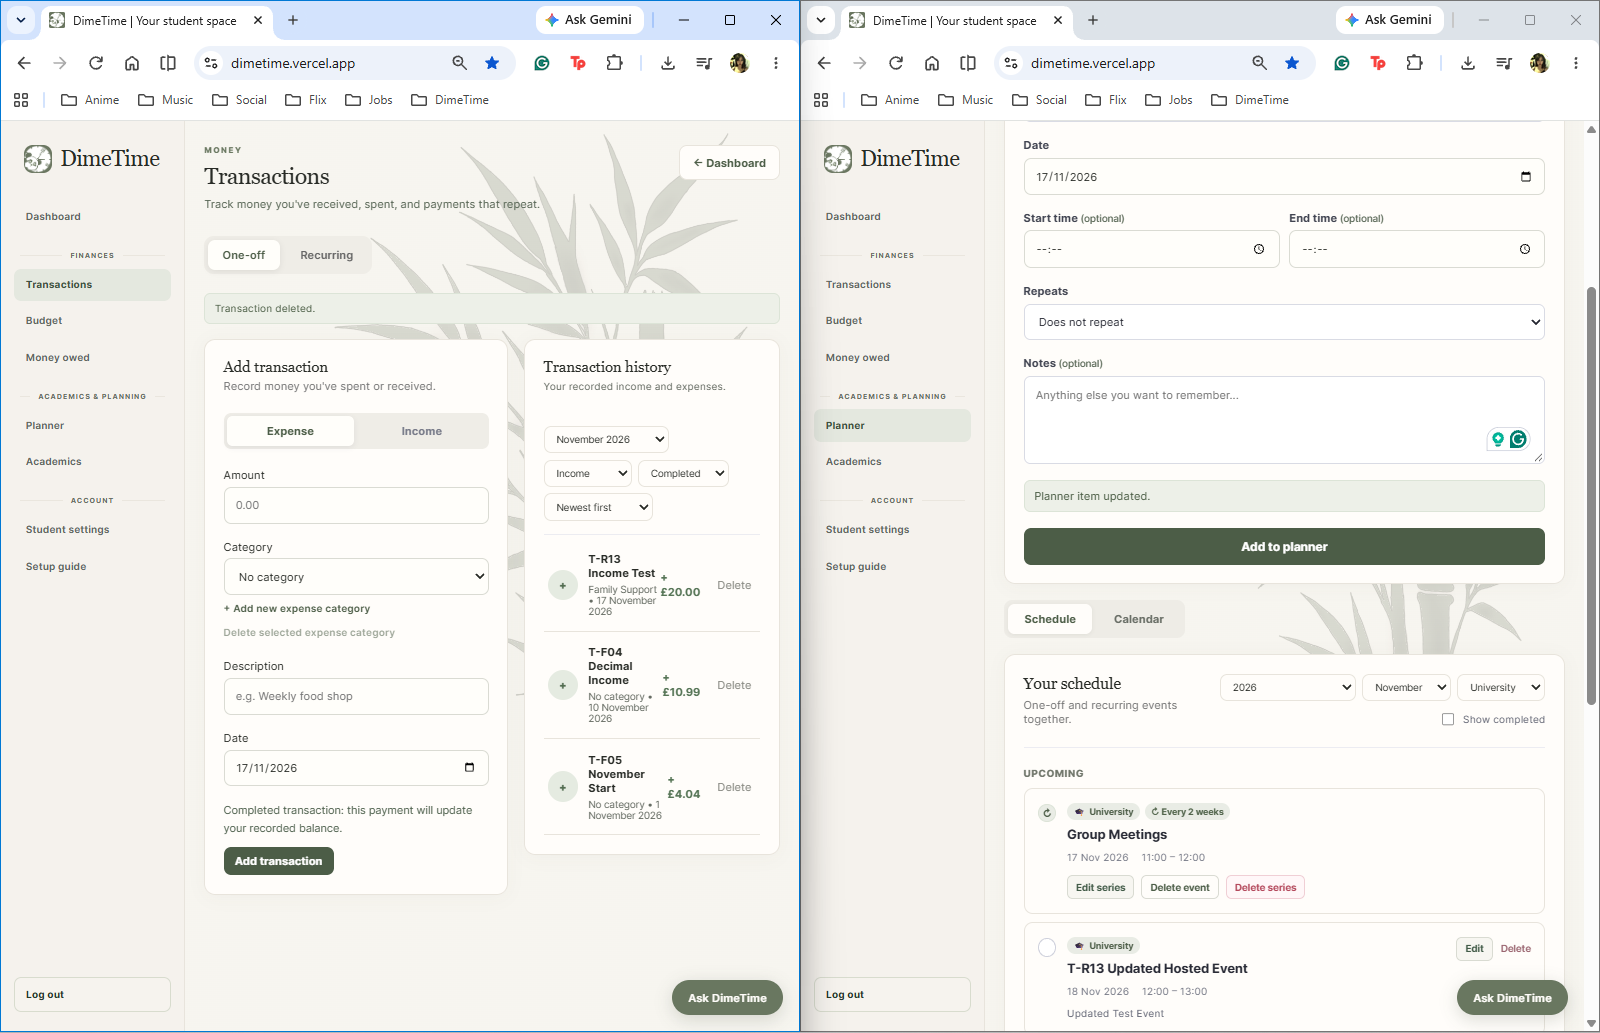 DimeTime | Your student space
Ask Gemini
dimetime.vercel.app
Anime
Music
Social
Flix
Jobs
DimeTime
DimeTime
Dashboard
FINANCES
Transactions
Budget
Money owed
ACADEMICS & PLANNING
Planner
Academics
ACCOUNT
Student settings
Setup guide
Log out
MONEY
Transactions
Track money you've received, spent, and payments that repeat.
← Dashboard
One-off
Recurring
Transaction deleted.
Add transaction
Record money you've spent or received.
Expense
Income
Amount
0.00
Category
No category
+ Add new expense category
Delete selected expense category
Description
e.g. Weekly food shop
Date
17/11/2026
Completed transaction: this payment will update
your recorded balance.
Add transaction
Transaction history
Your recorded income and expenses.
November 2026
Income
Completed
Newest first
+
T-R13
Income Test
Family Support
• 17 November
2026
+
£20.00
Delete
+
T-F04
Decimal
Income
No category •
10 November
2026
+
£10.99
Delete
+
T-F05
November
Start
No category • 1
November 2026
+
£4.04
Delete
Ask DimeTime
DimeTime | Your student space
Ask Gemini
dimetime.vercel.app
Anime
Music
Social
Flix
Jobs
DimeTime
DimeTime
Dashboard
FINANCES
Transactions
Budget
Money owed
ACADEMICS & PLANNING
Planner
Academics
ACCOUNT
Student settings
Setup guide
Log out
Date
17/11/2026
Start time (optional)
End time (optional)
--:--
--:--
Repeats
Does not repeat
Notes (optional)
Anything else you want to remember...
Planner item updated.
Add to planner
Schedule
Calendar
Your schedule
One-off and recurring events
together.
2026
November
University
Show completed
UPCOMING
University
Every 2 weeks
Group Meetings
17 Nov 2026 11:00 – 12:00
Edit series
Delete event
Delete series
University
Edit
Delete
T-R13 Updated Hosted Event
18 Nov 2026 12:00 – 13:00
Updated Test Event
Ask DimeTime